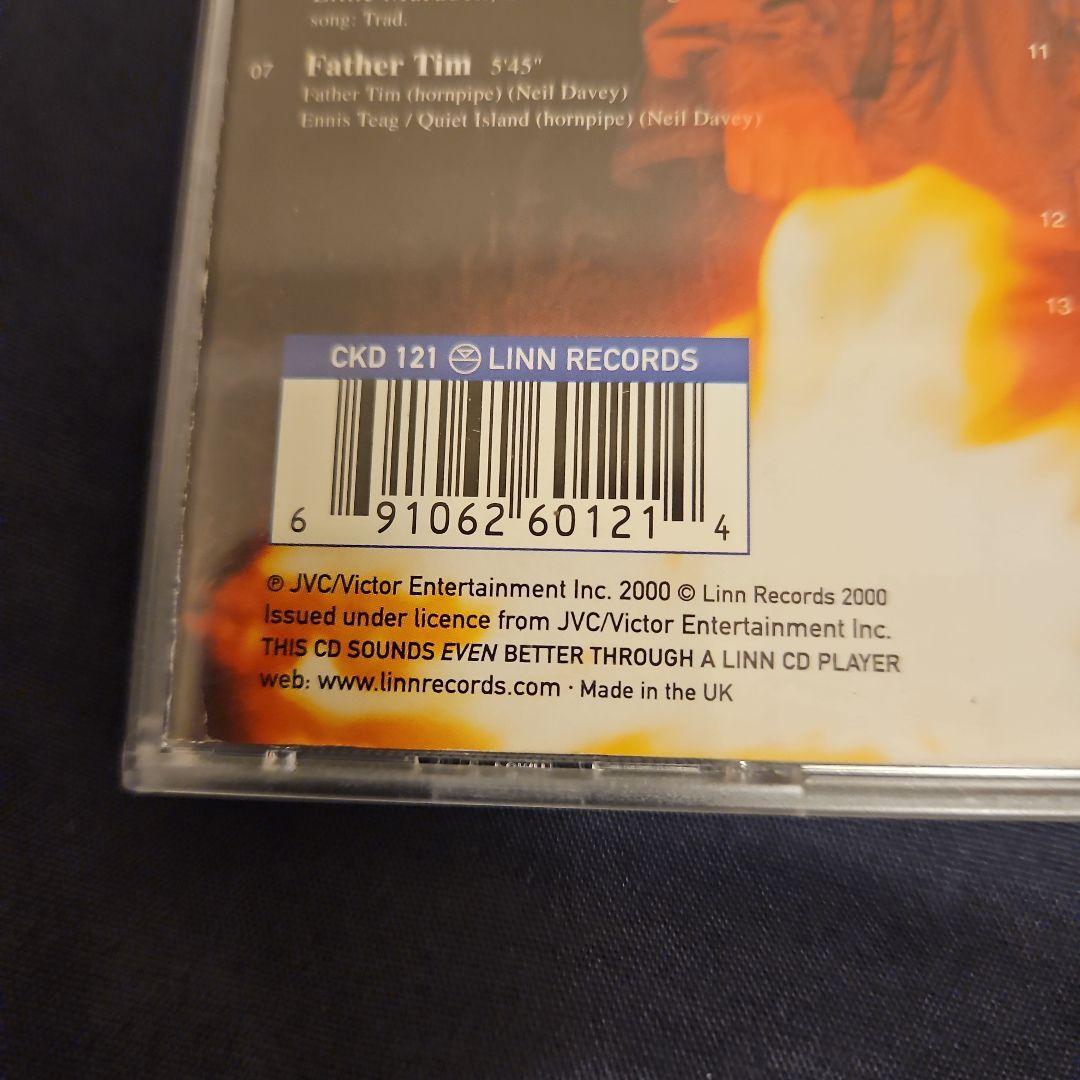 song: Trad.
07 Father Tim 5'45"
Father Tim (hornpipe) (Neil Davey)
Ennis Teag / Quiet Island (hornpipe) (Neil Davey)
11
12
13
CKD 121 LINN RECORDS
6 91062 60121 4
℗ JVC/Victor Entertainment Inc. 2000 © Linn Records 2000
Issued under licence from JVC/Victor Entertainment Inc.
THIS CD SOUNDS EVEN BETTER THROUGH A LINN CD PLAYER
web: www.linnrecords.com · Made in the UK